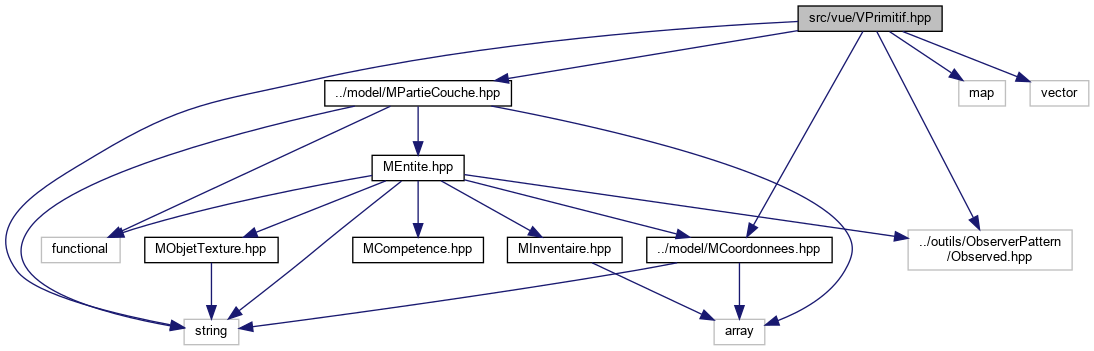 src/vue/VPrimitif.hpp
../model/MPartieCouche.hpp
map
vector
MEntite.hpp
functional
MObjetTexture.hpp
MCompetence.hpp
MInventaire.hpp
../model/MCoordonnees.hpp
../outils/ObserverPattern
/Observed.hpp
string
array